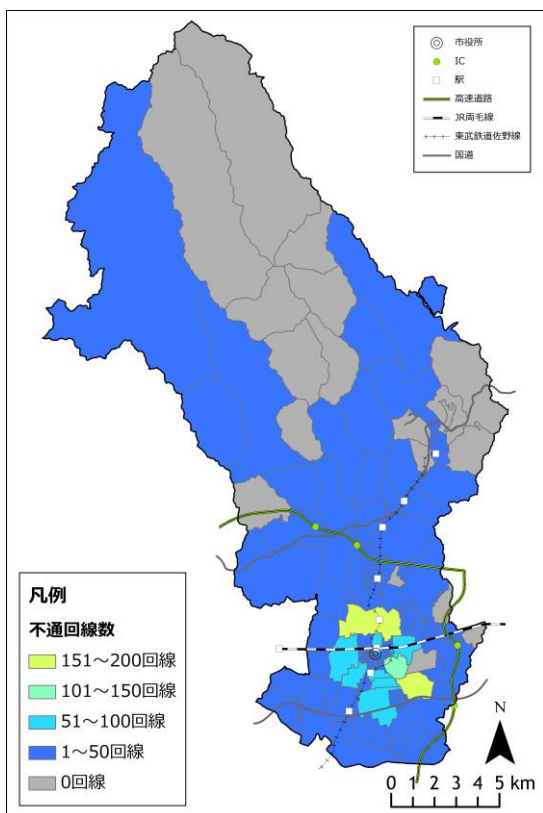 市役所
IC
駅
高速道路
JR両毛線
東武鉄道佐野線
国道
凡例
不通回線数
151～200回線
101～150回線
51～100回線
1～50回線
0回線
N
0 1 2 3 4 5 km